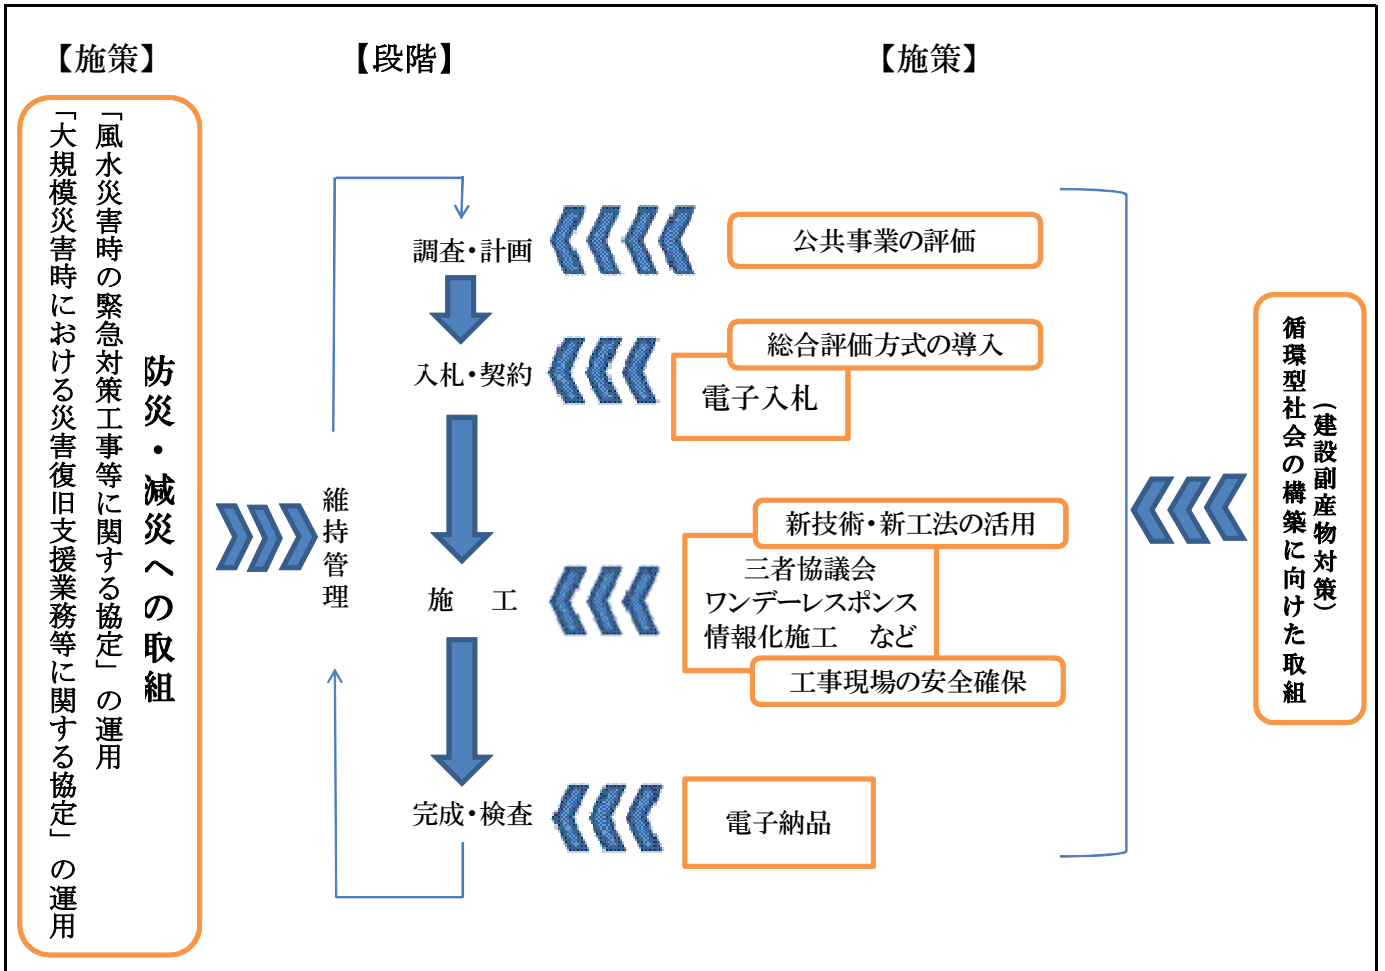 【施策】
【段階】
【施策】
防災・減災への取組
「風水災害時の緊急対策工事等に関する協定」の運用
「大規模災害時における災害復旧支援業務等に関する協定」の運用
維持管理
調査・計画
入札・契約
施　工
完成・検査
公共事業の評価
総合評価方式の導入
電子入札
新技術・新工法の活用
三者協議会
ワンデーレスポンス
情報化施工　など
工事現場の安全確保
電子納品
(建設副産物対策)
循環型社会の構築に向けた取組